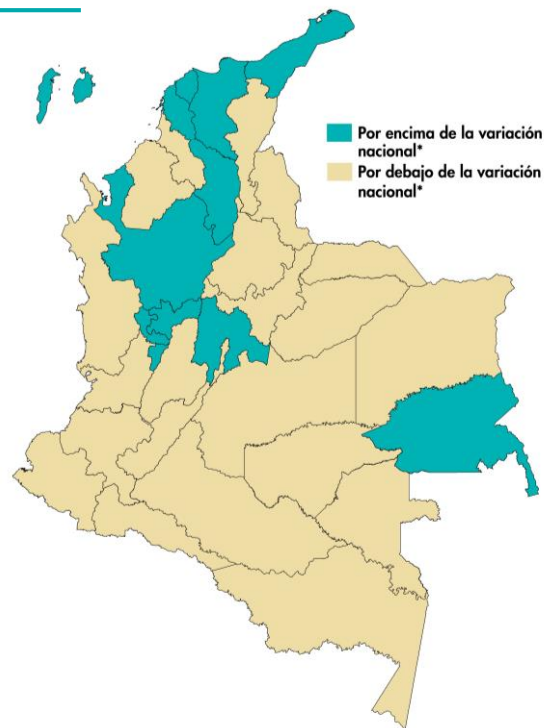 Por encima de la variación
nacional*
Por debajo de la variación
nacional*